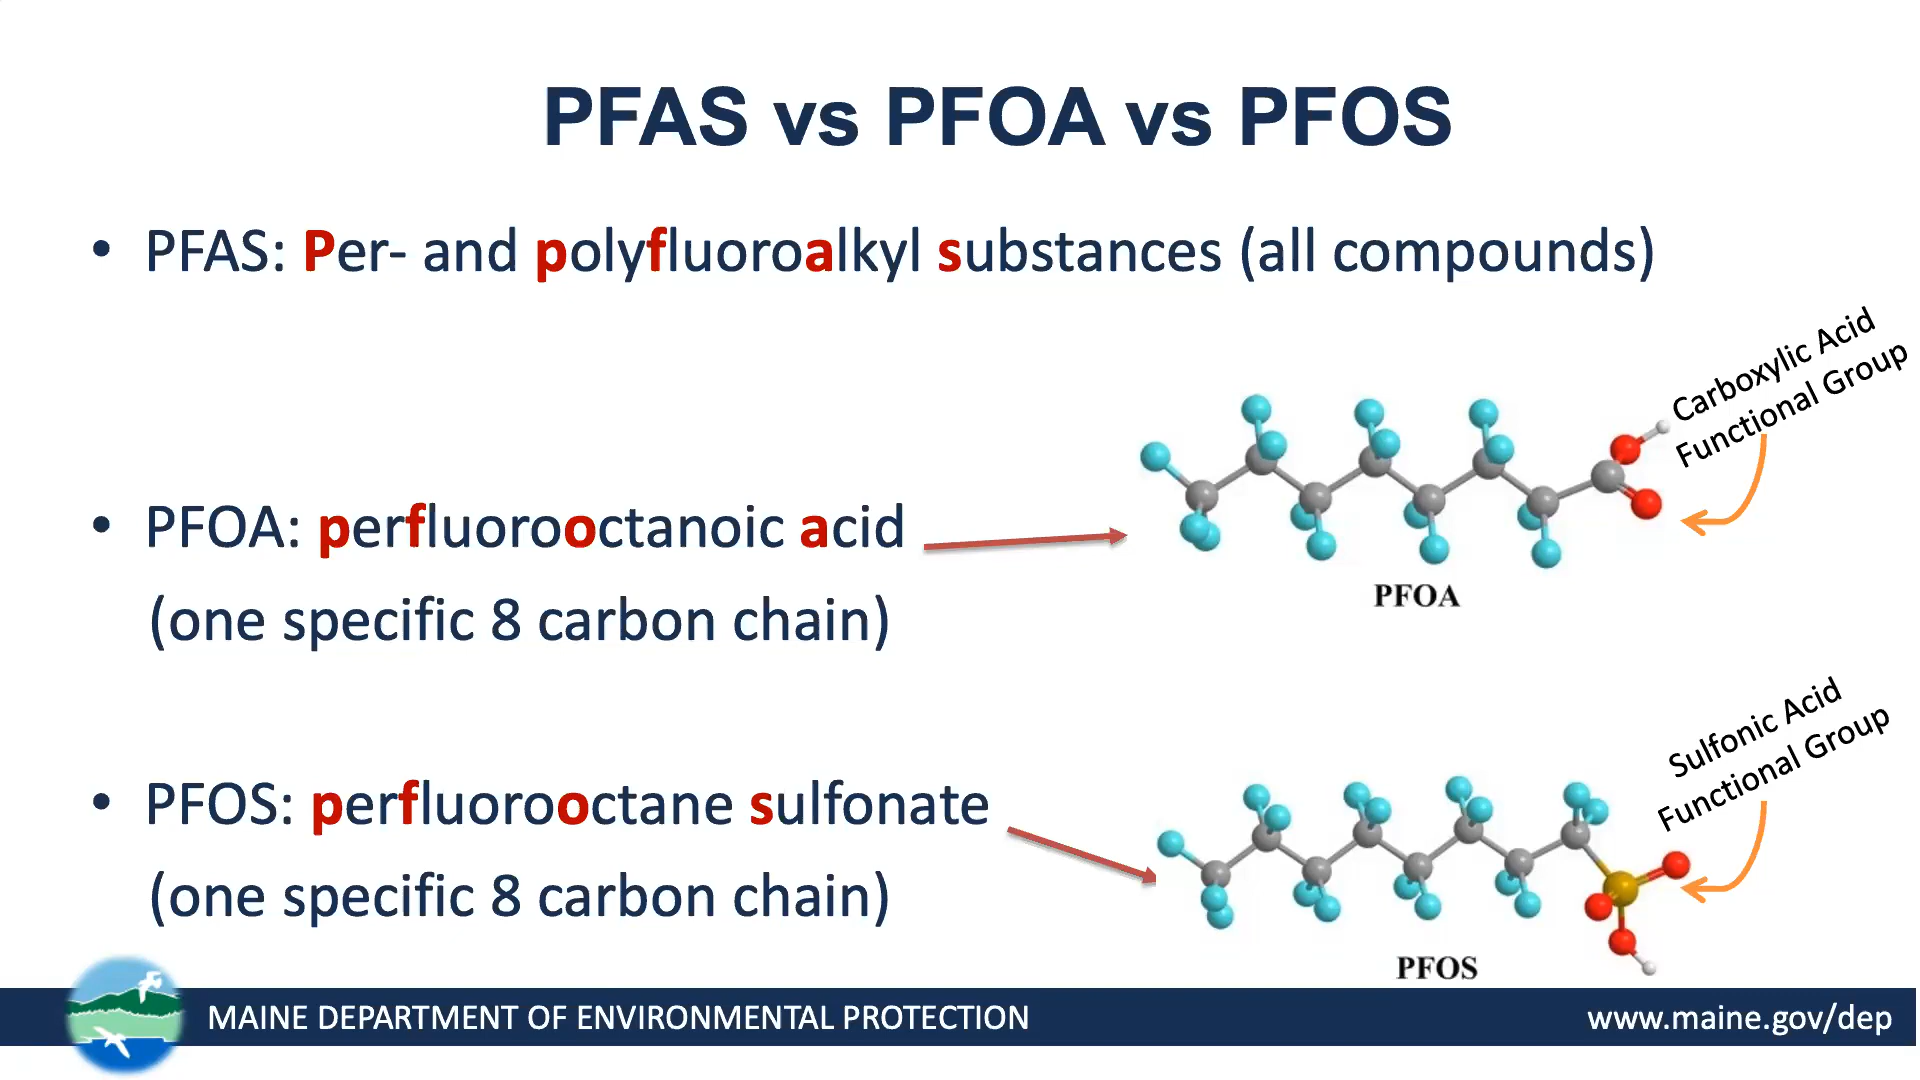 PFAS vs PFOA vs PFOS
• PFAS: Per- and polyfluoroalkyl substances (all compounds)
Carboxylic Acid
Functional Group
• PFOA: perfluorooctanoic acid
(one specific 8 carbon chain)
PFOA
Sulfonic Acid
Functional Group
• PFOS: perfluorooctane sulfonate
(one specific 8 carbon chain)
PFOS
MAINE DEPARTMENT OF ENVIRONMENTAL PROTECTION
www.maine.gov/dep